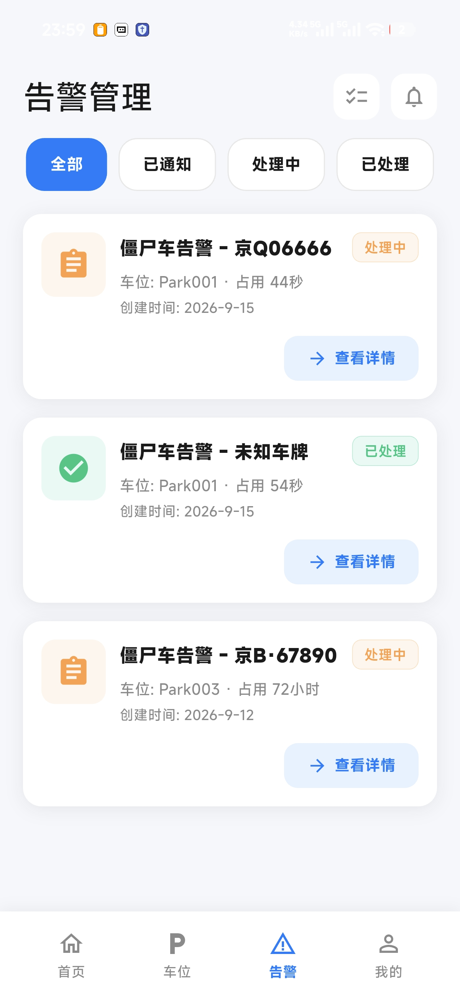 23:59
4.34 KB/s 5G 5G 2
告警管理
全部 已通知 处理中 已处理
僵尸车告警 - 京Q06666 处理中
车位: Park001 · 占用 44秒
创建时间: 2026-9-15
查看详情
僵尸车告警 - 未知车牌 已处理
车位: Park001 · 占用 54秒
创建时间: 2026-9-15
查看详情
僵尸车告警 - 京B·67890 处理中
车位: Park003 · 占用 72小时
创建时间: 2026-9-12
查看详情
首页 车位 告警 我的